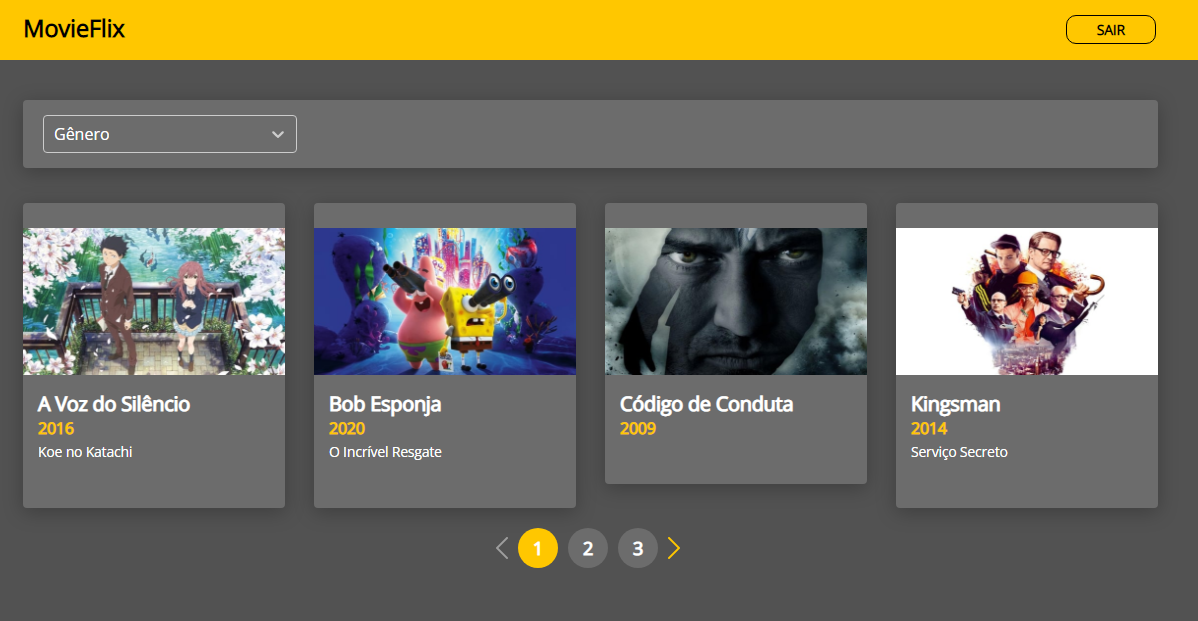 MovieFlix
SAIR
Gênero
A Voz do Silêncio
2016
Koe no Katachi
Bob Esponja
2020
O Incrível Resgate
Código de Conduta
2009
Kingsman
2014
Serviço Secreto
1 2 3